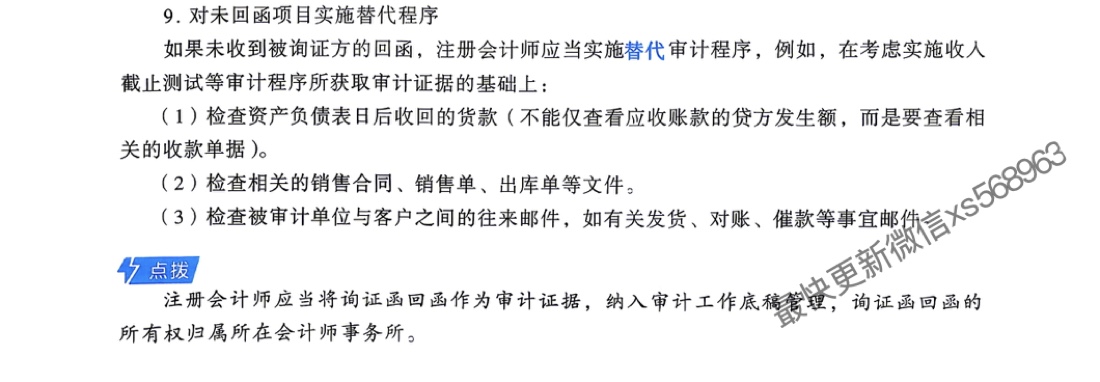 9. 对未回函项目实施替代程序
如果未收到被询证方的回函，注册会计师应当实施替代审计程序，例如，在考虑实施收入
截止测试等审计程序所获取审计证据的基础上：
（1）检查资产负债表日后收回的货款（不能仅查看应收账款的贷方发生额，而是要查看相
关的收款单据）。
（2）检查相关的销售合同、销售单、出库单等文件。
（3）检查被审计单位与客户之间的往来邮件，如有关发货、对账、催款等事宜邮件
点拨
注册会计师应当将询证函回函作为审计证据，纳入审计工作底稿管理，询证函回函的
所有权归属所在会计师事务所。
最快更新微信xs568963